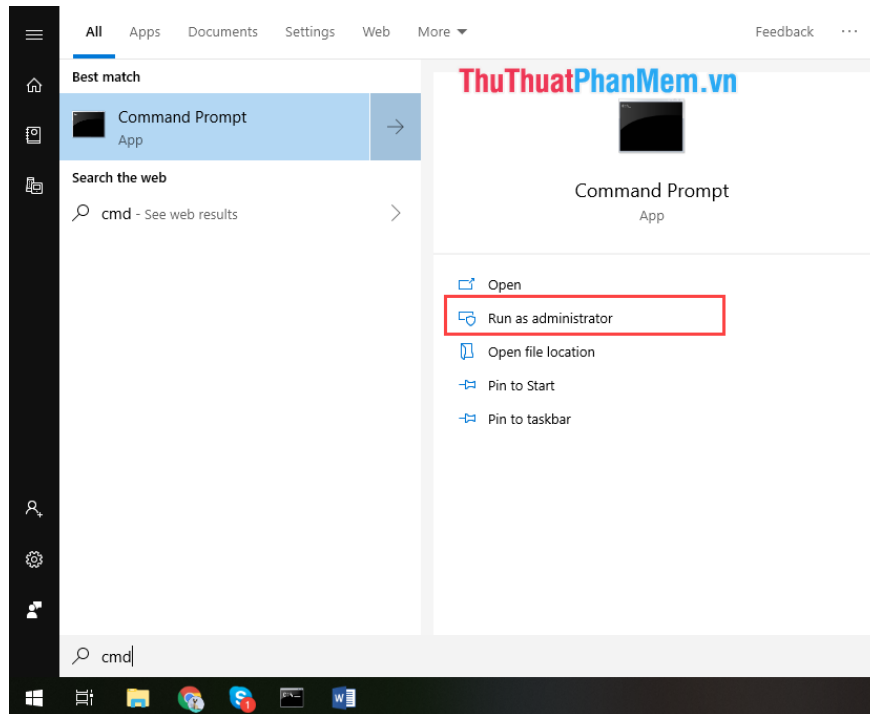 All Apps Documents Settings Web More Feedback ...
Best match
Command Prompt
App
Search the web
cmd - See web results
ThuThuatPhanMem.vn
Command Prompt
App
Open
Run as administrator
Open file location
Pin to Start
Pin to taskbar
cmd